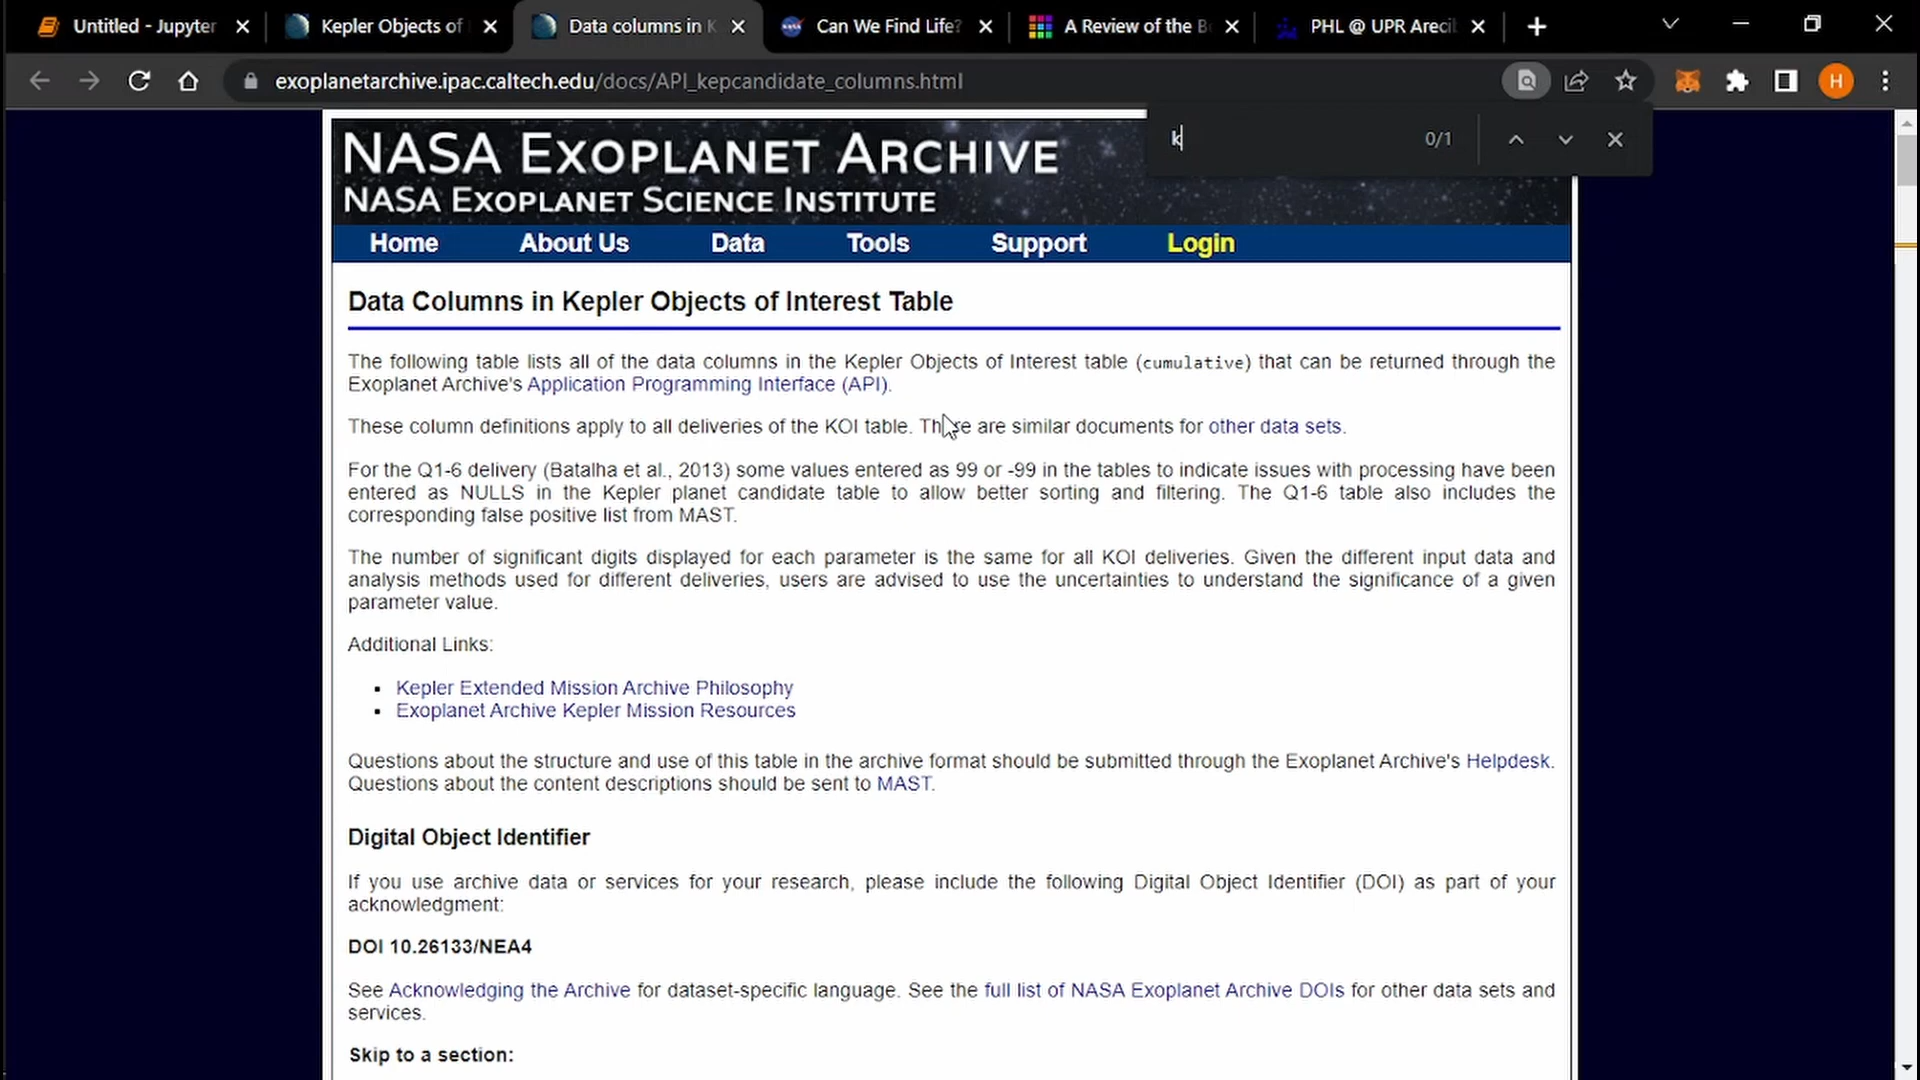 Untitled - Jupyter
Kepler Objects of
Data columns in K
Can We Find Life?
A Review of the B
PHL @ UPR Areci
exoplanetarchive.ipac.caltech.edu/docs/API_kepcandidate_columns.html
H
k
0/1
NASA EXOPLANET ARCHIVE
NASA EXOPLANET SCIENCE INSTITUTE
Home About Us Data Tools Support Login
Data Columns in Kepler Objects of Interest Table
The following table lists all of the data columns in the Kepler Objects of Interest table (cumulative) that can be returned through the
Exoplanet Archive's Application Programming Interface (API).
These column definitions apply to all deliveries of the KOI table. There are similar documents for other data sets.
For the Q1-6 delivery (Batalha et al., 2013) some values entered as 99 or -99 in the tables to indicate issues with processing have been
entered as NULLS in the Kepler planet candidate table to allow better sorting and filtering. The Q1-6 table also includes the
corresponding false positive list from MAST.
The number of significant digits displayed for each parameter is the same for all KOI deliveries. Given the different input data and
analysis methods used for different deliveries, users are advised to use the uncertainties to understand the significance of a given
parameter value.
Additional Links:
Kepler Extended Mission Archive Philosophy
Exoplanet Archive Kepler Mission Resources
Questions about the structure and use of this table in the archive format should be submitted through the Exoplanet Archive's Helpdesk.
Questions about the content descriptions should be sent to MAST.
Digital Object Identifier
If you use archive data or services for your research, please include the following Digital Object Identifier (DOI) as part of your
acknowledgment:
DOI 10.26133/NEA4
See Acknowledging the Archive for dataset-specific language. See the full list of NASA Exoplanet Archive DOIs for other data sets and
services.
Skip to a section: